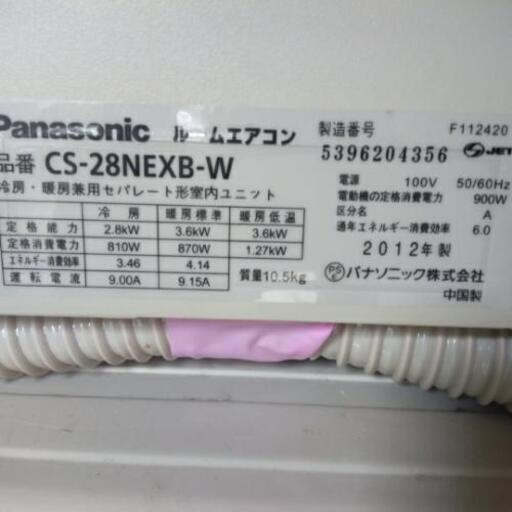 Panasonic ルームエアコン
品番 CS-28NEXB-W
冷房・暖房兼用セパレート形室内ユニット
冷房 暖房標準 暖房低温
定格能力 2.8kW 3.6kW 3.6kW
定格消費電力 810W 870W 1.27kW
エネルギー消費効率 3.46 4.14
運転電流 9.00A 9.15A
質量10.5kg
製造番号 F112420
5396204356 JET
電源 100V 50/60Hz
電動機の定格消費電力 900W
区分名 A
通年エネルギー消費効率 6.0
2012年製
PS パナソニック株式会社
中国製